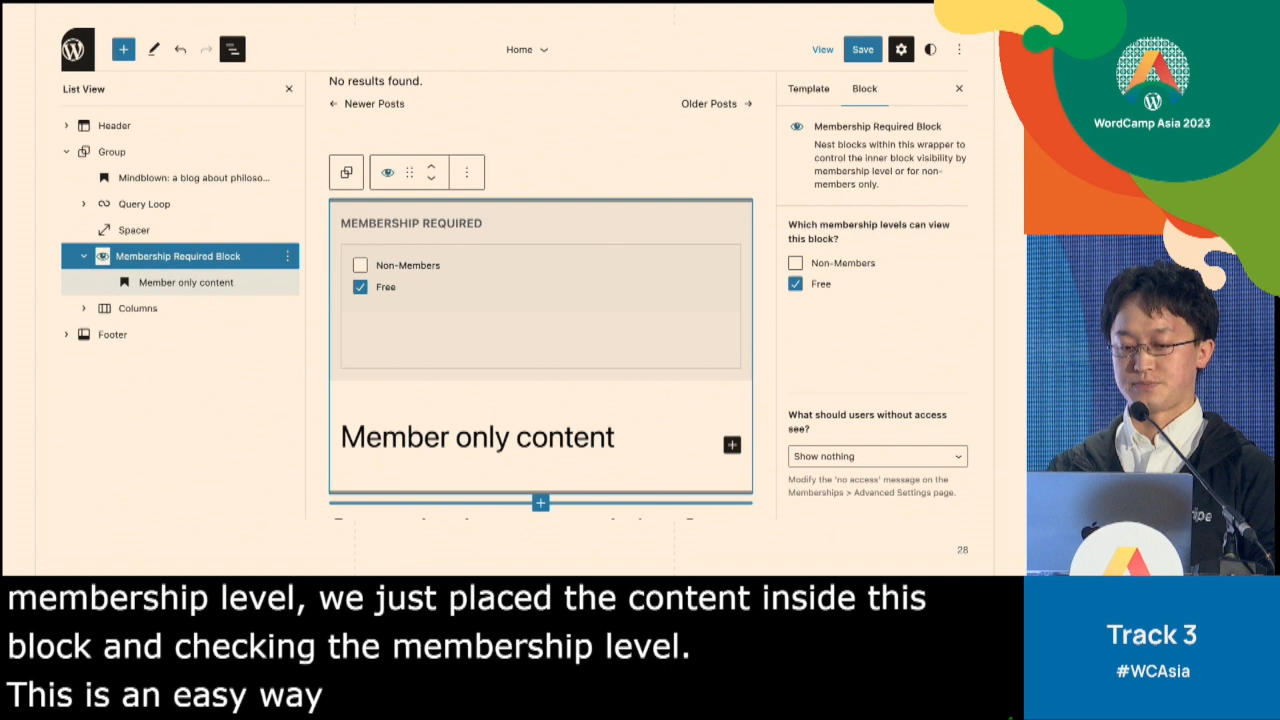 Home
View
Save
List View
Header
Group
Mindblown: a blog about philoso...
Query Loop
Spacer
Membership Required Block
Member only content
Columns
Footer
No results found.
← Newer Posts
Older Posts →
MEMBERSHIP REQUIRED
Non-Members
Free
Member only content
Template
Block
Membership Required Block
Nest blocks within this wrapper to
control the inner block visibility by
membership level or for non-
members only.
Which membership levels can view
this block?
Non-Members
Free
What should users without access
see?
Show nothing
Modify the 'no access' message on the
Memberships > Advanced Settings page.
28
WordCamp Asia 2023
membership level, we just placed the content inside this
block and checking the membership level.
This is an easy way
Track 3
#WCAsia